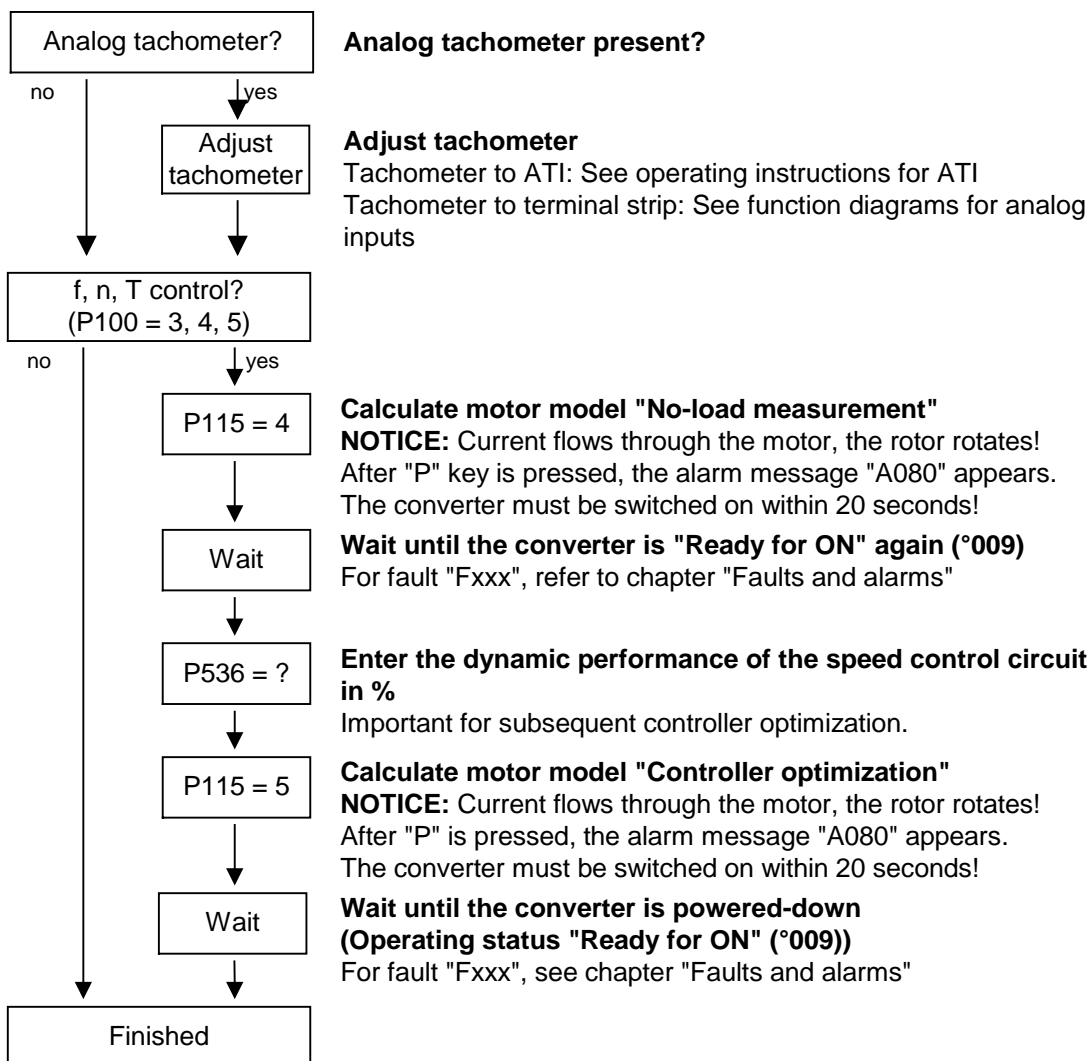 Analog tachometer?
Analog tachometer present?
no
yes
Adjust
tachometer
Adjust tachometer
Tachometer to ATI: See operating instructions for ATI
Tachometer to terminal strip: See function diagrams for analog
inputs
f, n, T control?
(P100 = 3, 4, 5)
no
yes
P115 = 4
Calculate motor model "No-load measurement"
NOTICE: Current flows through the motor, the rotor rotates!
After "P" key is pressed, the alarm message "A080" appears.
The converter must be switched on within 20 seconds!
Wait
Wait until the converter is "Ready for ON" again (°009)
For fault "Fxxx", refer to chapter "Faults and alarms"
P536 = ?
Enter the dynamic performance of the speed control circuit
in %
Important for subsequent controller optimization.
P115 = 5
Calculate motor model "Controller optimization"
NOTICE: Current flows through the motor, the rotor rotates!
After "P" is pressed, the alarm message "A080" appears.
The converter must be switched on within 20 seconds!
Wait
Wait until the converter is powered-down
(Operating status "Ready for ON" (°009))
For fault "Fxxx", see chapter "Faults and alarms"
Finished